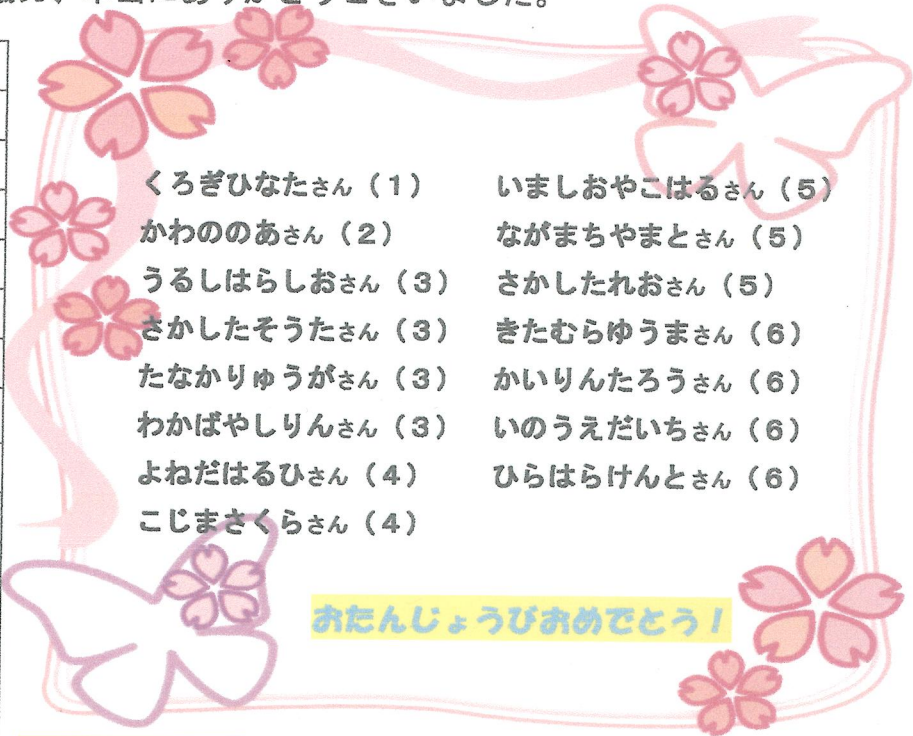 くろぎひなたさん（1）
かわののあさん（2）
うるしはらしおさん（3）
さかしたそうたさん（3）
たなかりゅうがさん（3）
わかばやしりんさん（3）
よねだはるひさん（4）
こじまさくらさん（4）
いましおやこはるさん（5）
ながまちやまとさん（5）
さかしたれおさん（5）
きたむらゆうまさん（6）
かいりんたろうさん（6）
いのうえだいちさん（6）
ひらはらけんとさん（6）
おたんじょうびおめでとう！